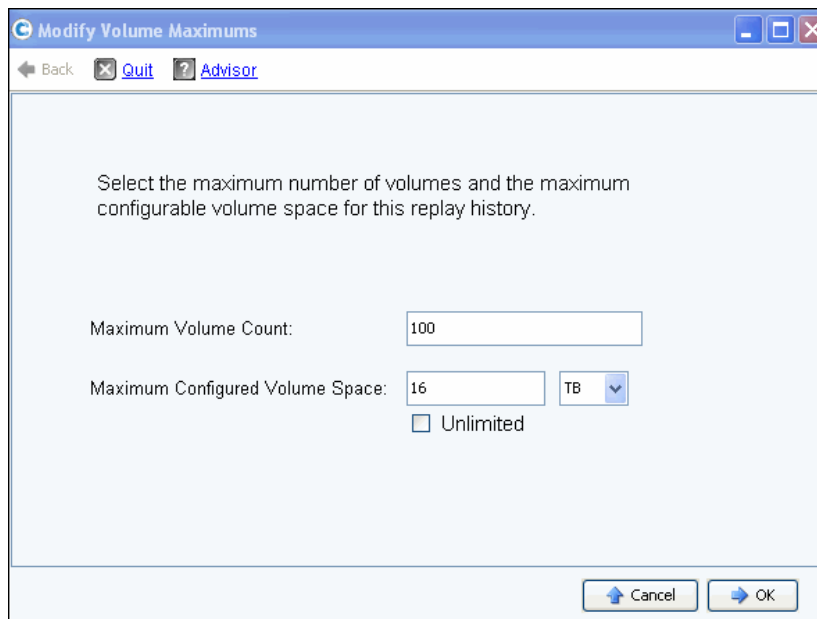 Modify Volume Maximums
Back Quit Advisor
Select the maximum number of volumes and the maximum
configurable volume space for this replay history.
Maximum Volume Count: 100
Maximum Configured Volume Space: 16 TB
Unlimited
Cancel OK